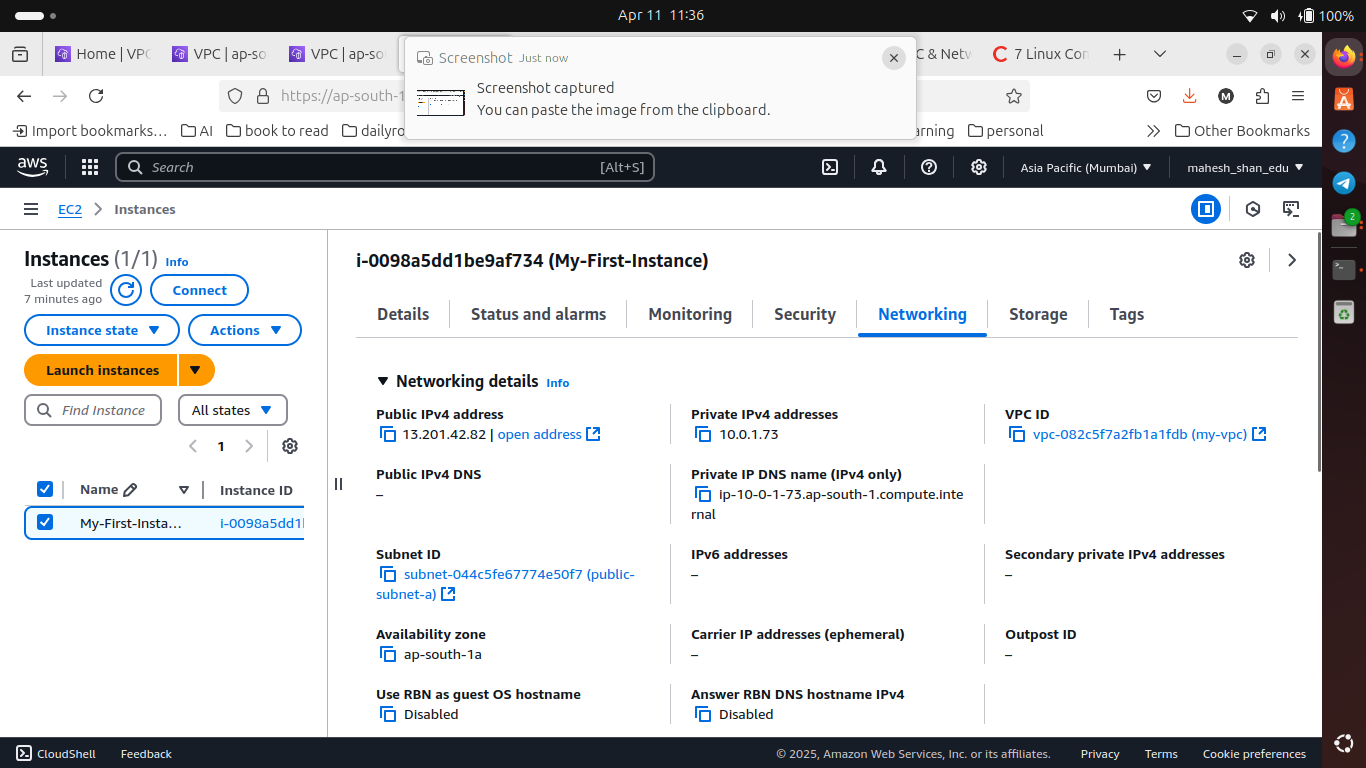 Apr 11 11:36
100%
Home | VPC
VPC | ap-so
VPC | ap-so
C & Netw
7 Linux Con
Screenshot Just now
Screenshot captured
You can paste the image from the clipboard.
https://ap-south-1
M
Import bookmarks…
AI
book to read
dailyro
arning
personal
Other Bookmarks
aws
Search
[Alt+S]
Asia Pacific (Mumbai)
mahesh_shan_edu
EC2
Instances
Instances (1/1) Info
Last updated
7 minutes ago
Connect
Instance state
Actions
Launch instances
Find Instance
All states
1
Name
Instance ID
My-First-Insta…
i-0098a5dd1
i-0098a5dd1be9af734 (My-First-Instance)
Details
Status and alarms
Monitoring
Security
Networking
Storage
Tags
Networking details Info
Public IPv4 address
13.201.42.82 | open address
Private IPv4 addresses
10.0.1.73
VPC ID
vpc-082c5f7a2fb1a1fdb (my-vpc)
Public IPv4 DNS
–
Private IP DNS name (IPv4 only)
ip-10-0-1-73.ap-south-1.compute.inte
rnal
Subnet ID
subnet-044c5fe67774e50f7 (public-
subnet-a)
IPv6 addresses
–
Secondary private IPv4 addresses
–
Availability zone
ap-south-1a
Carrier IP addresses (ephemeral)
–
Outpost ID
–
Use RBN as guest OS hostname
Disabled
Answer RBN DNS hostname IPv4
Disabled
2
CloudShell
Feedback
© 2025, Amazon Web Services, Inc. or its affiliates.
Privacy
Terms
Cookie preferences